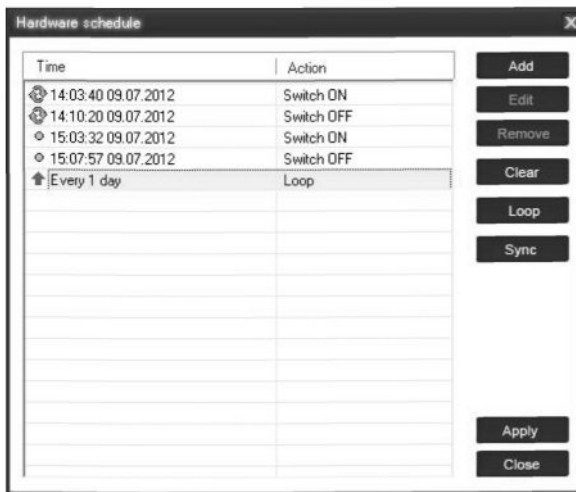 Hardware schedule
Time Action
14:03:40 09.07.2012 Switch ON
14:10:20 09.07.2012 Switch OFF
15:03:32 09.07.2012 Switch ON
15:07:57 09.07.2012 Switch OFF
Every 1 day Loop
Add
Edit
Remove
Clear
Loop
Sync
Apply
Close